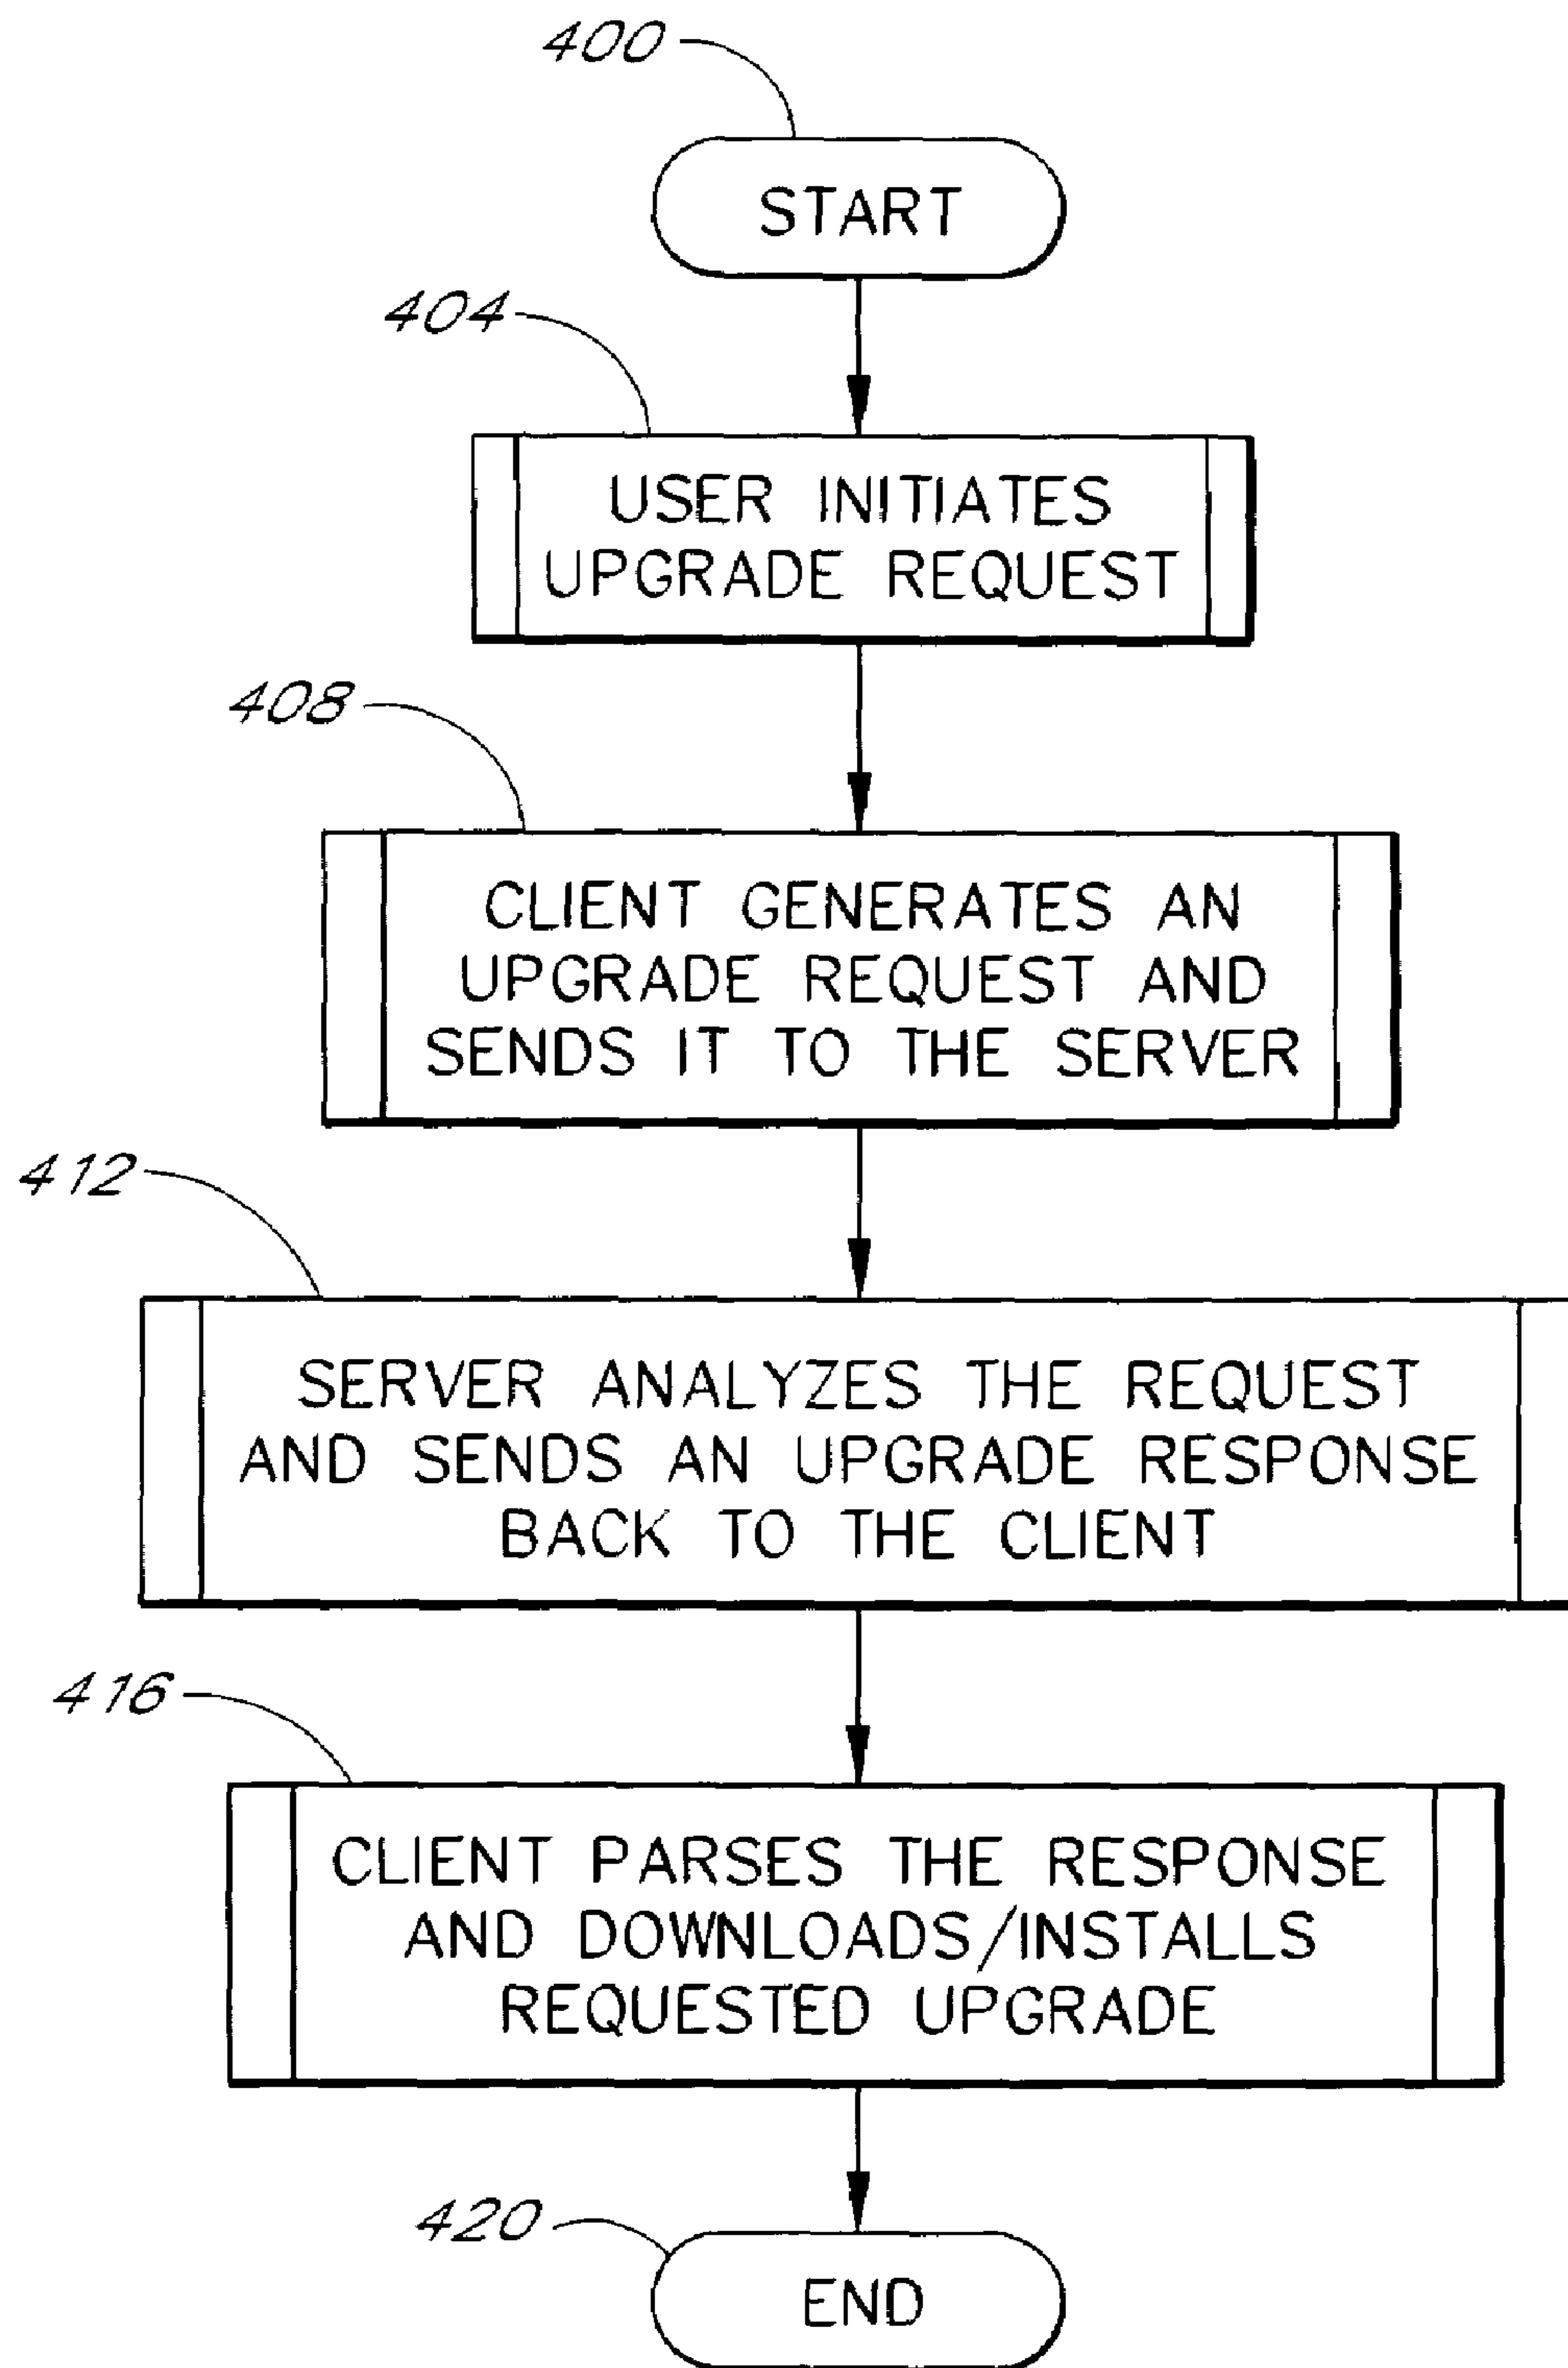 400
START
404
USER INITIATES
UPGRADE REQUEST
408
CLIENT GENERATES AN
UPGRADE REQUEST AND
SENDS IT TO THE SERVER
412
SERVER ANALYZES THE REQUEST
AND SENDS AN UPGRADE RESPONSE
BACK TO THE CLIENT
416
CLIENT PARSES THE RESPONSE
AND DOWNLOADS/INSTALLS
REQUESTED UPGRADE
420
END